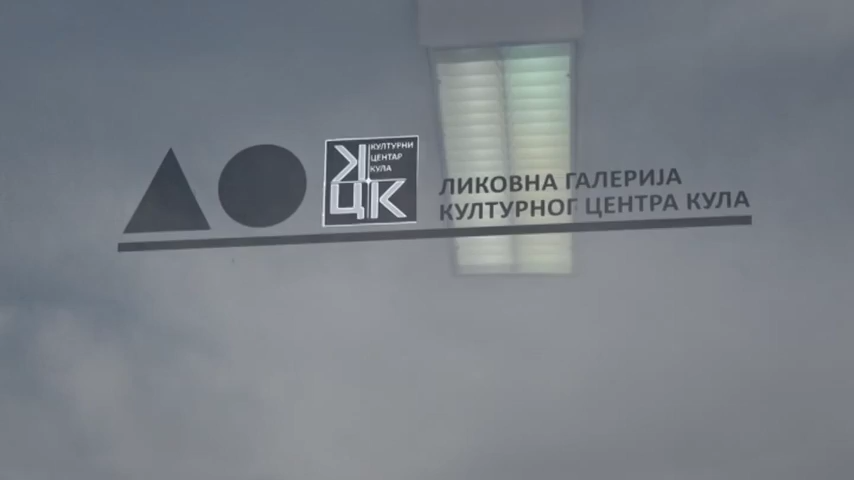 КУЛТУРНИ
ЦЕНТАР
КУЛА
КЦК
ЛИКОВНА ГАЛЕРИЈА
КУЛТУРНОГ ЦЕНТРА КУЛА